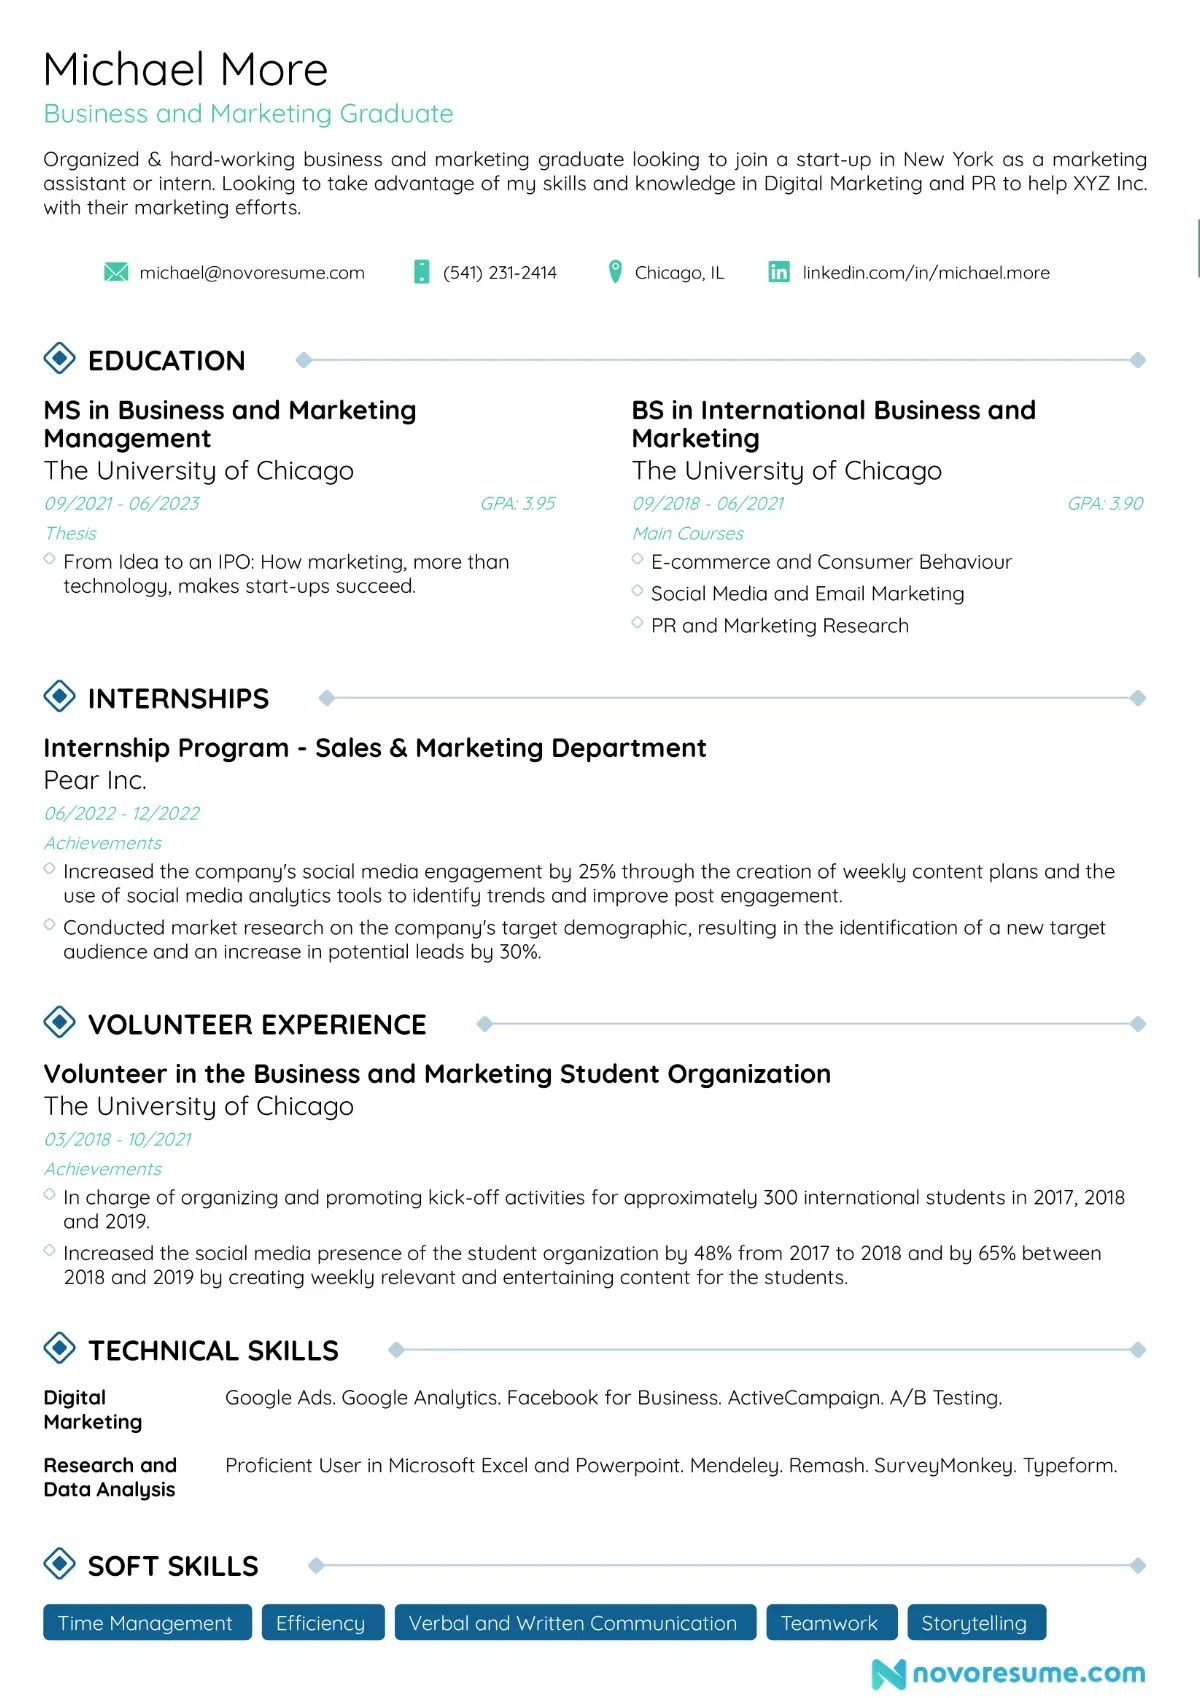 Michael More
Business and Marketing Graduate
Organized & hard-working business and marketing graduate looking to join a start-up in New York as a marketing
assistant or intern. Looking to take advantage of my skills and knowledge in Digital Marketing and PR to help XYZ Inc.
with their marketing efforts.
michael@novoresume.com (541) 231-2414 Chicago, IL linkedin.com/in/michael.more
EDUCATION
MS in Business and Marketing
Management
The University of Chicago
09/2021 - 06/2023 GPA: 3.95
Thesis
From Idea to an IPO: How marketing, more than
technology, makes start-ups succeed.
BS in International Business and
Marketing
The University of Chicago
09/2018 - 06/2021 GPA: 3.90
Main Courses
E-commerce and Consumer Behaviour
Social Media and Email Marketing
PR and Marketing Research
INTERNSHIPS
Internship Program - Sales & Marketing Department
Pear Inc.
06/2022 - 12/2022
Achievements
Increased the company's social media engagement by 25% through the creation of weekly content plans and the
use of social media analytics tools to identify trends and improve post engagement.
Conducted market research on the company's target demographic, resulting in the identification of a new target
audience and an increase in potential leads by 30%.
VOLUNTEER EXPERIENCE
Volunteer in the Business and Marketing Student Organization
The University of Chicago
03/2018 - 10/2021
Achievements
In charge of organizing and promoting kick-off activities for approximately 300 international students in 2017, 2018
and 2019.
Increased the social media presence of the student organization by 48% from 2017 to 2018 and by 65% between
2018 and 2019 by creating weekly relevant and entertaining content for the students.
TECHNICAL SKILLS
Digital
Marketing
Google Ads. Google Analytics. Facebook for Business. ActiveCampaign. A/B Testing.
Research and
Data Analysis
Proficient User in Microsoft Excel and Powerpoint. Mendeley. Remash. SurveyMonkey. Typeform.
SOFT SKILLS
Time Management Efficiency Verbal and Written Communication Teamwork Storytelling
novoresume.com